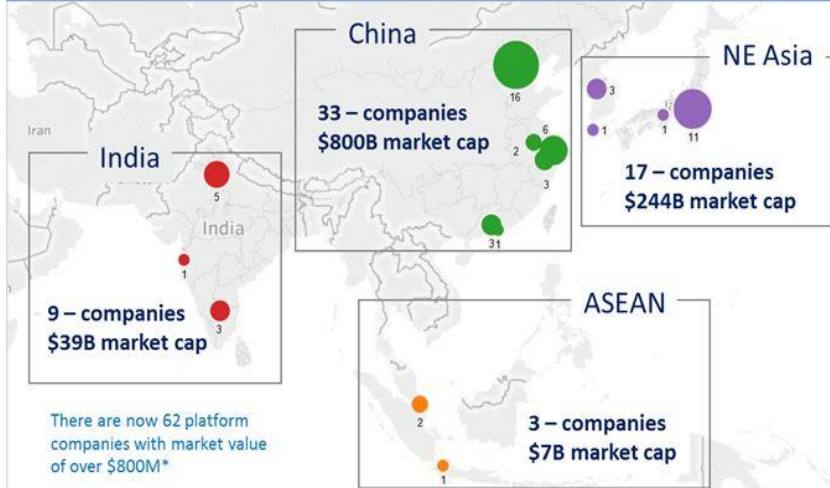 China
16
33 – companies
$800B market cap
6
2
3
31
NE Asia
3
1
1
11
17 – companies
$244B market cap
Iran
India
5
India
1
3
9 – companies
$39B market cap
ASEAN
2
1
3 – companies
$7B market cap
There are now 62 platform
companies with market value
of over $800M*